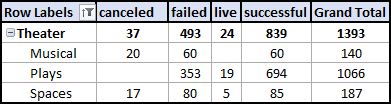 Row Labels canceled failed live successful Grand Total
Theater 37 493 24 839 1393
Musical 20 60 60 140
Plays 353 19 694 1066
Spaces 17 80 5 85 187